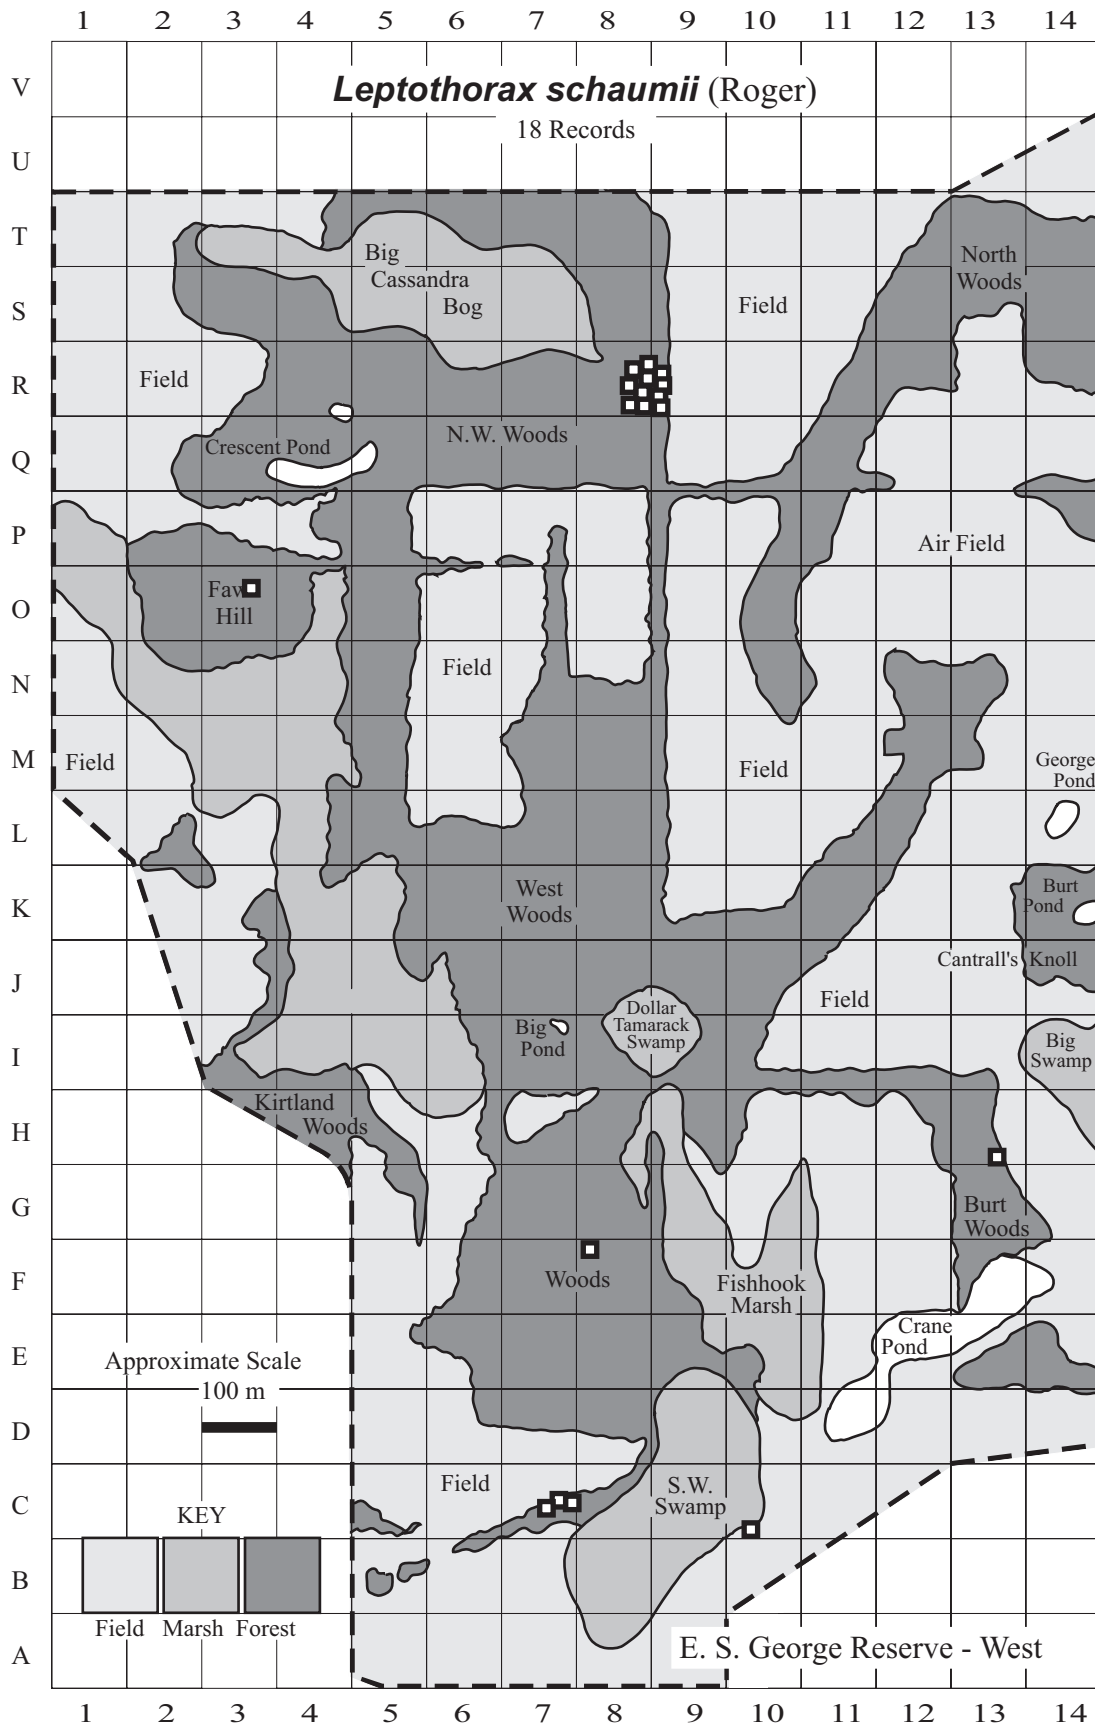 1 2 3 4 5 6 7 8 9 10 11 12 13 14
V
Leptothorax schaumii (Roger)
18 Records
U
T
Big
Cassandra
Bog
North
Woods
S
Field
R
Field
N.W. Woods
Crescent Pond
Q
P
Air Field
O
Faw
Hill
N
Field
M
Field
Field
George
Pond
L
K
West
Woods
Burt
Pond
Cantrall's Knoll
J
Field
Dollar
Tamarack
Swamp
Big
Pond
I
Big
Swamp
Kirtland
Woods
H
G
Burt
Woods
F
Woods
Fishhook
Marsh
Crane
Pond
E
Approximate Scale
100 m
D
Field
S.W.
Swamp
C
KEY
B
Field Marsh Forest
A
E. S. George Reserve - West
1 2 3 4 5 6 7 8 9 10 11 12 13 14